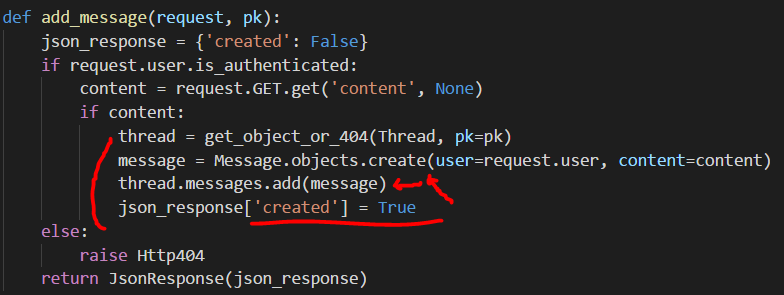 def add_message(request, pk):
    json_response = {'created': False}
    if request.user.is_authenticated:
        content = request.GET.get('content', None)
        if content:
            thread = get_object_or_404(Thread, pk=pk)
            message = Message.objects.create(user=request.user, content=content)
            thread.messages.add(message)
            json_response['created'] = True
    else:
        raise Http404
    return JsonResponse(json_response)